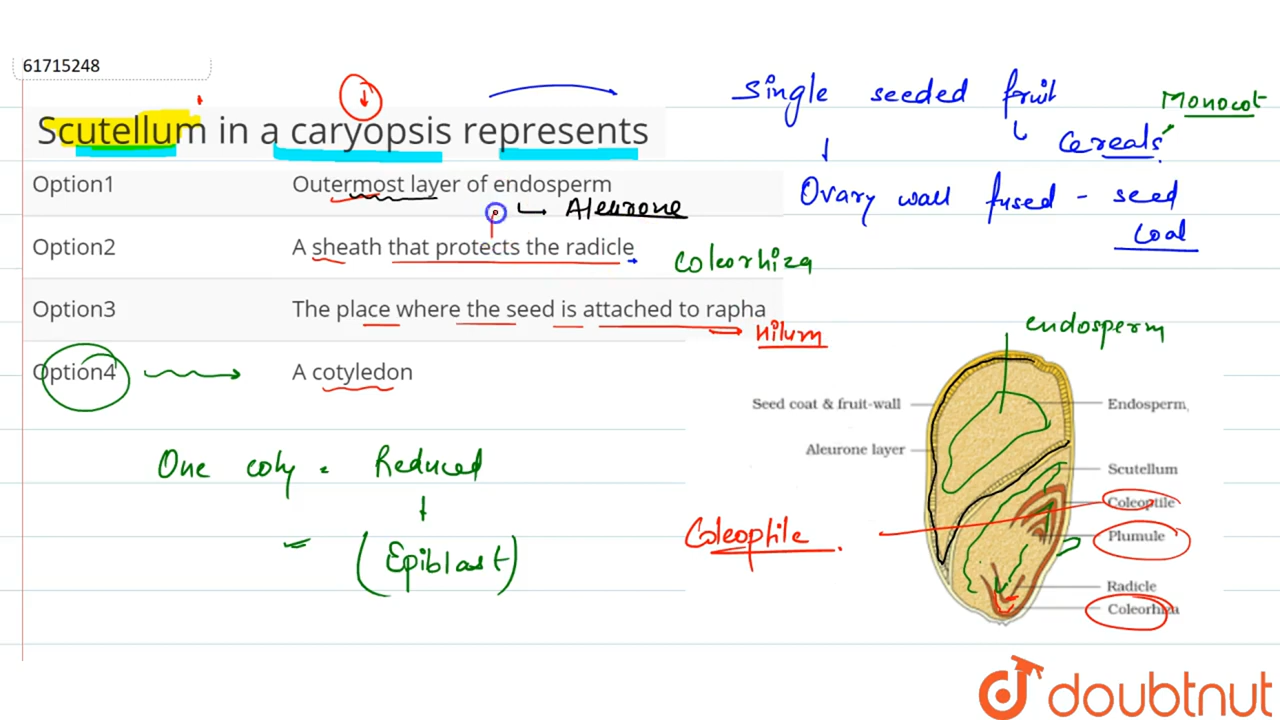 61715248
Scutellum in a caryopsis represents
Single seeded fruit
Monocot
Cereals
Option1 Outermost layer of endosperm
Aleurone
Ovary wall fused - seed
coat
Option2 A sheath that protects the radicle
Coleorhiza
Option3 The place where the seed is attached to rapha
Hilum
endosperm
Option4 A cotyledon
Seed coat & fruit-wall
Endosperm
Aleurone layer
Scutellum
One coty = Reduced
Coleoptile
Coleoptile
Plumule
(Epiblast)
Radicle
Coleorhiza
doubtnut